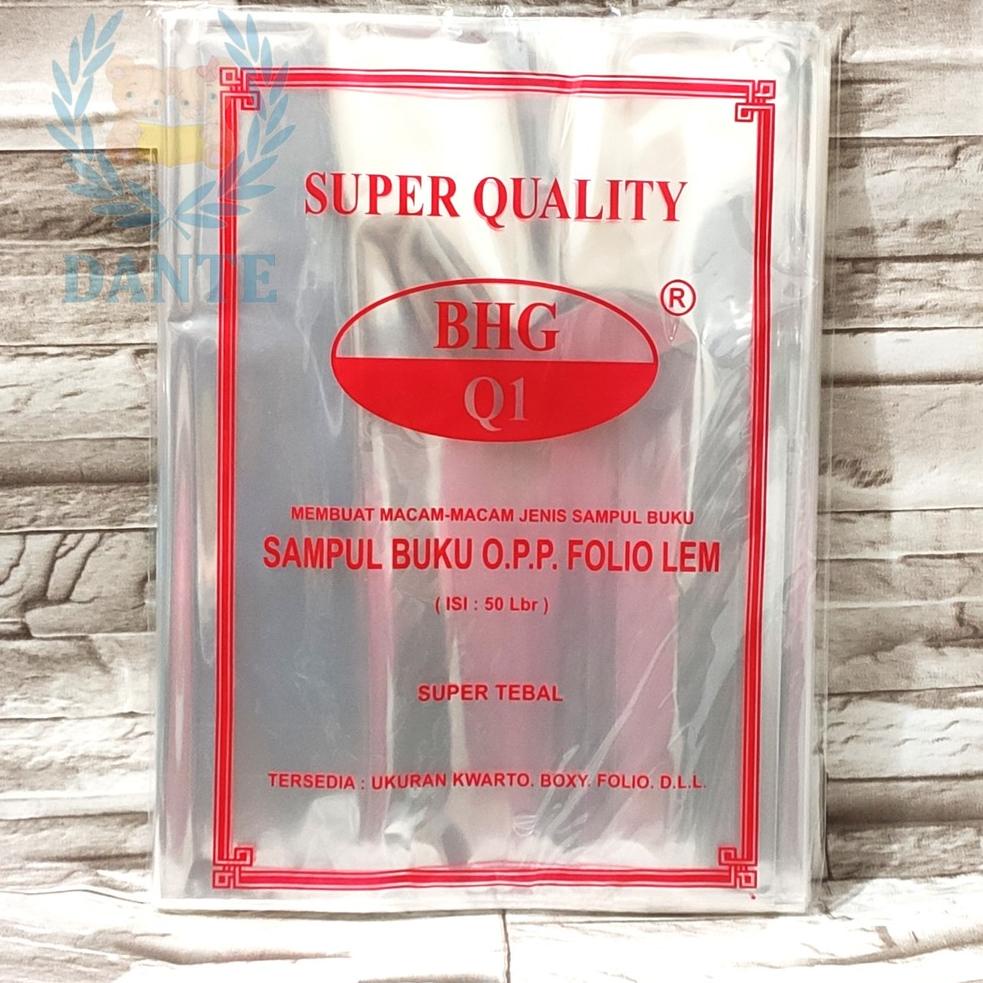 DANTE
SUPER QUALITY
®
BHG
Q1
MEMBUAT MACAM-MACAM JENIS SAMPUL BUKU
SAMPUL BUKU O.P.P. FOLIO LEM
( ISI : 50 Lbr )
SUPER TEBAL
TERSEDIA : UKURAN KWARTO. BOXY. FOLIO. D.L.L.